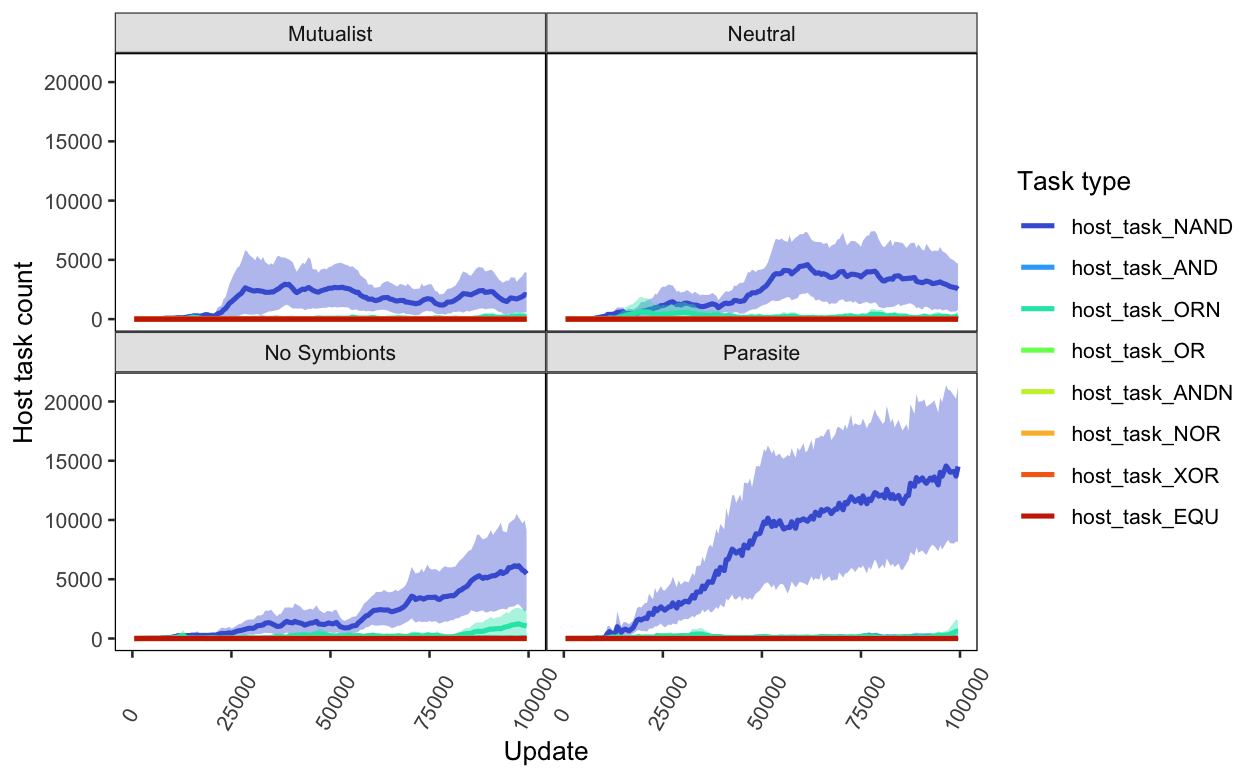 Mutualist
Neutral
20000
15000
10000
5000
0
No Symbionts
Parasite
20000
15000
10000
5000
0
0
25000
50000
75000
100000
0
25000
50000
75000
100000
Update
Host task count
Task type
host_task_NAND
host_task_AND
host_task_ORN
host_task_OR
host_task_ANDN
host_task_NOR
host_task_XOR
host_task_EQU